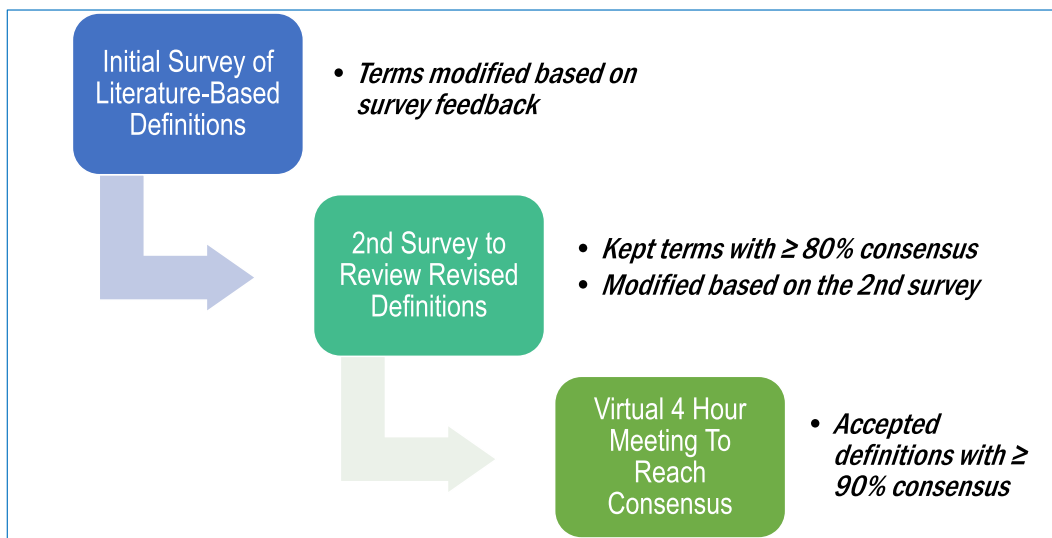 Initial Survey of
Literature-Based
Definitions
• Terms modified based on
survey feedback
2nd Survey to
Review Revised
Definitions
• Kept terms with ≥ 80% consensus
• Modified based on the 2nd survey
Virtual 4 Hour
Meeting To
Reach
Consensus
• Accepted
definitions with ≥
90% consensus